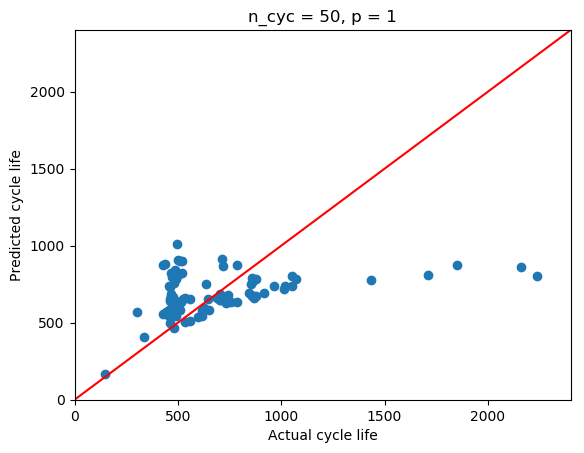 n_cyc = 50, p = 1
Predicted cycle life
2000
1500
1000
500
0
0 500 1000 1500 2000
Actual cycle life